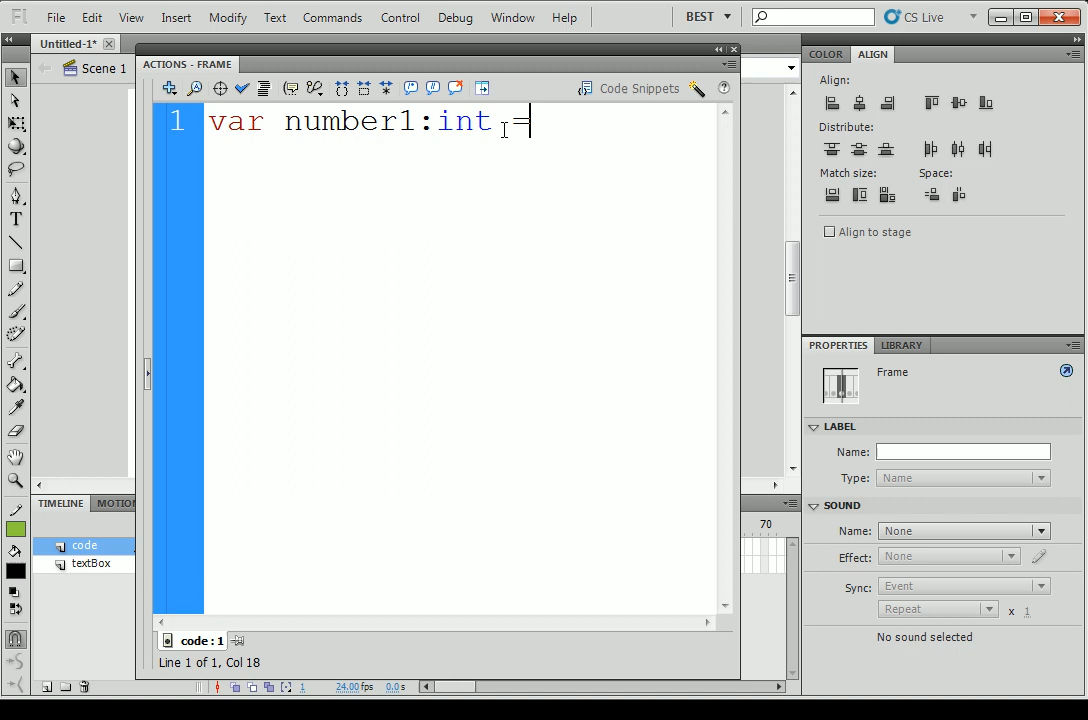 Fl File Edit View Insert Modify Text Commands Control Debug Window Help BEST CS Live
Untitled-1*
Scene 1
ACTIONS - FRAME
Code Snippets
1 var number1:int =
code : 1
Line 1 of 1, Col 18
COLOR ALIGN
Align:
Distribute:
Match size: Space:
Align to stage
PROPERTIES LIBRARY
Frame
LABEL
Name:
Type: Name
SOUND
Name: None
Effect: None
Sync: Event
Repeat x 1
No sound selected
TIMELINE MOTION
70
code
textBox
1 24.00 fps 0.0 s